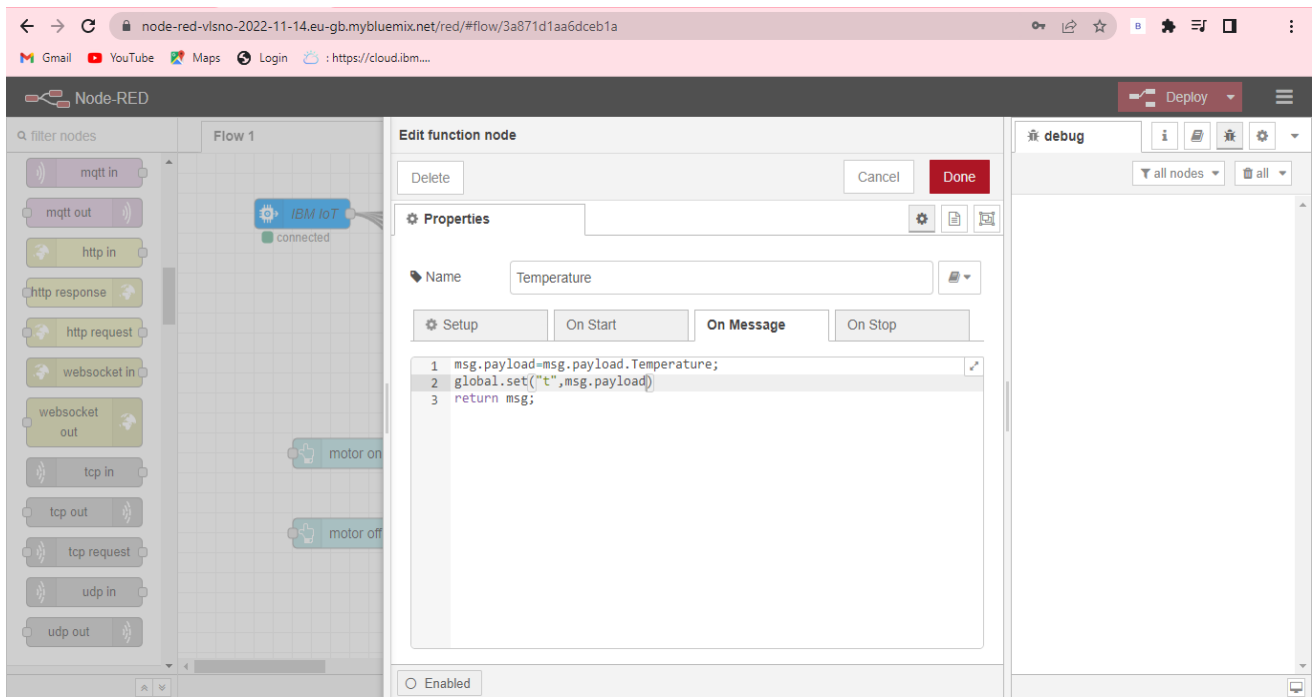 node-red-vlsno-2022-11-14.eu-gb.mybluemix.net/red/#flow/3a871d1aa6dceb1a
Gmail YouTube Maps Login : https://cloud.ibm....
Node-RED Deploy
filter nodes Flow 1 Edit function node debug
all nodes all
Delete Cancel Done
mqtt in
mqtt out
http in
http response
http request
websocket in
websocket
out
tcp in
tcp out
tcp request
udp in
udp out
IBM IoT
connected
motor on
motor off
Properties
Name Temperature
Setup On Start On Message On Stop
1 msg.payload=msg.payload.Temperature;
2 global.set("t",msg.payload)
3 return msg;
Enabled